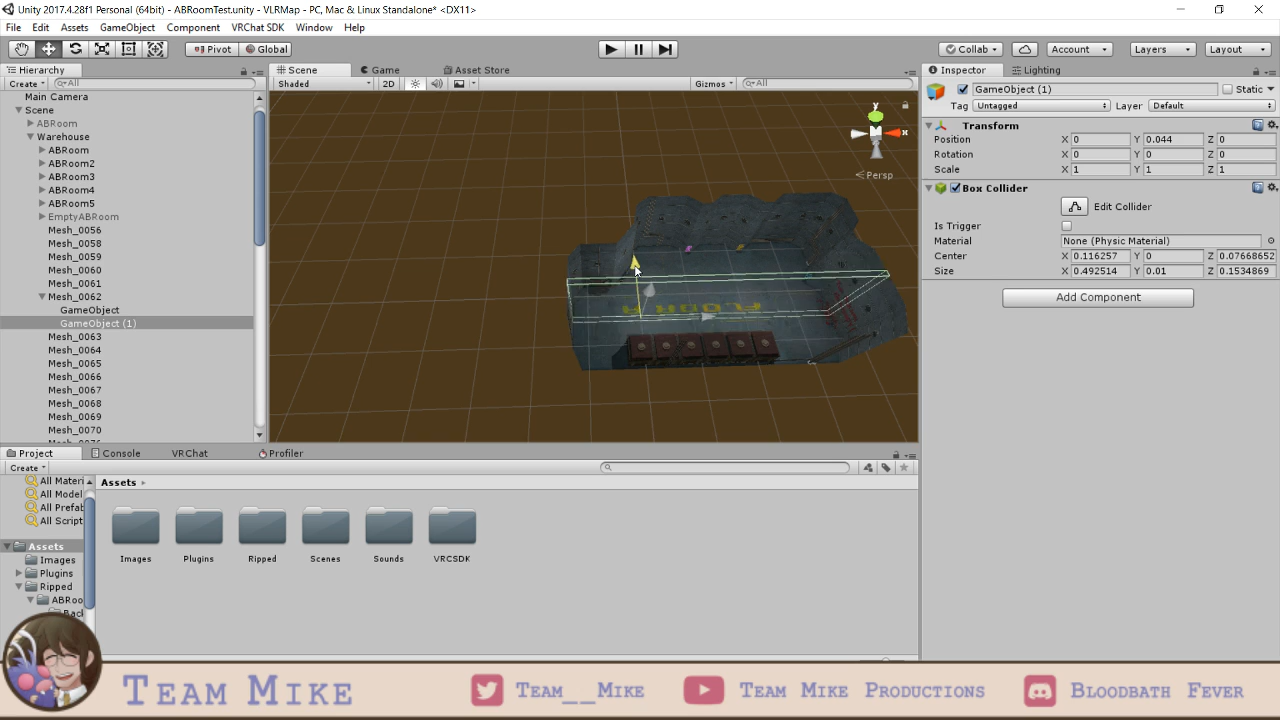 Unity 2017.4.28f1 Personal (64bit) - ABRoomTest.unity - VLRMap - PC, Mac & Linux Standalone* <DX11>
File Edit Assets GameObject Component VRChat SDK Window Help
Pivot Global Collab Account Layers Layout
Hierarchy
Create All
Main Camera
Scene
ABRoom
Warehouse
ABRoom
ABRoom2
ABRoom3
ABRoom4
ABRoom5
EmptyABRoom
Mesh_0056
Mesh_0058
Mesh_0059
Mesh_0060
Mesh_0061
Mesh_0062
GameObject
GameObject (1)
Mesh_0063
Mesh_0064
Mesh_0065
Mesh_0066
Mesh_0067
Mesh_0068
Mesh_0069
Mesh_0070
Scene Game Asset Store
Shaded 2D Gizmos All
y
x
Persp
Inspector Lighting
GameObject (1) Static
Tag Untagged Layer Default
Transform
Position X 0 Y 0.044 Z 0
Rotation X 0 Y 0 Z 0
Scale X 1 Y 1 Z 1
Box Collider
Edit Collider
Is Trigger
Material None (Physic Material)
Center 0.116257 0 0.07668652
Size 0.492514 0.01 0.1534869
Add Component
Project Console VRChat Profiler
Create
All Materi
All Model
All Prefab
All Script
Assets
Images
Plugins
Ripped
ABRoo
Back
Assets
Images Plugins Ripped Scenes Sounds VRCSDK
Team Mike Team__Mike Team Mike Productions Bloodbath Fever